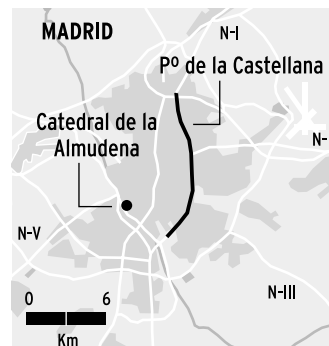 MADRID
N-I
Pº de la Castellana
Catedral de la
Almudena
N-
N-V
N-III
0 6
Km